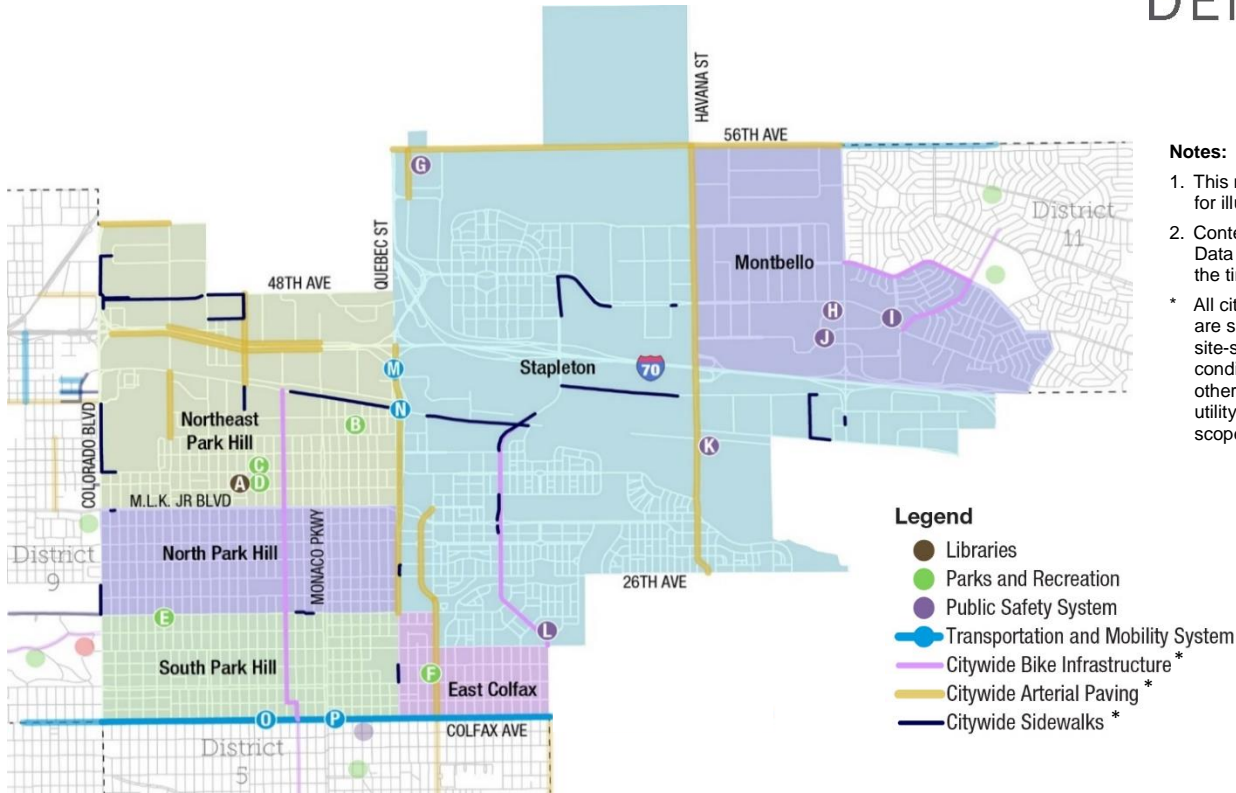 DEN
HAVANA ST
56TH AVE
G
QUEBEC ST
District
11
Montbello
48TH AVE
H
I
J
M
Stapleton
70
N
COLORADO BLVD
Northeast
Park Hill
B
K
C
A
D
M.L.K. JR BLVD
District
9
North Park Hill
MONACO PKWY
26TH AVE
E
L
South Park Hill
F
East Colfax
O
P
COLFAX AVE
District
5
Notes:
1. This
for illu
2. Conte
Data
the ti
* All cit
are s
site-s
condi
other
utility
scope
Legend
Libraries
Parks and Recreation
Public Safety System
Transportation and Mobility System
Citywide Bike Infrastructure *
Citywide Arterial Paving *
Citywide Sidewalks *